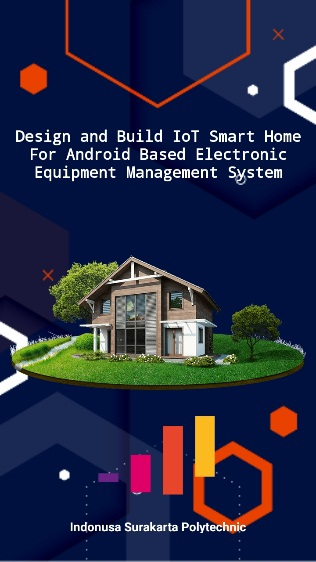 Design and Build IoT Smart Home
For Android Based Electronic
Equipment Management System
Indonusa Surakarta Polytechnic